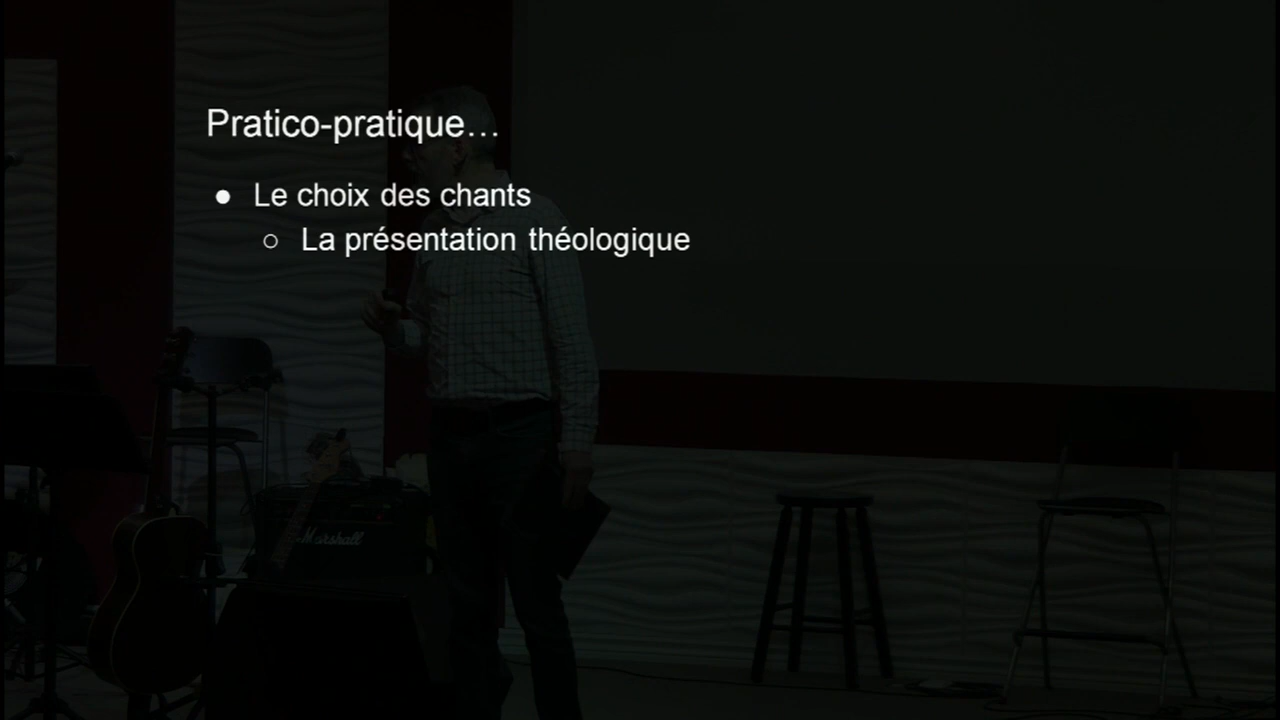 Pratico-pratique…
● Le choix des chants
○ La présentation théologique
Marshall